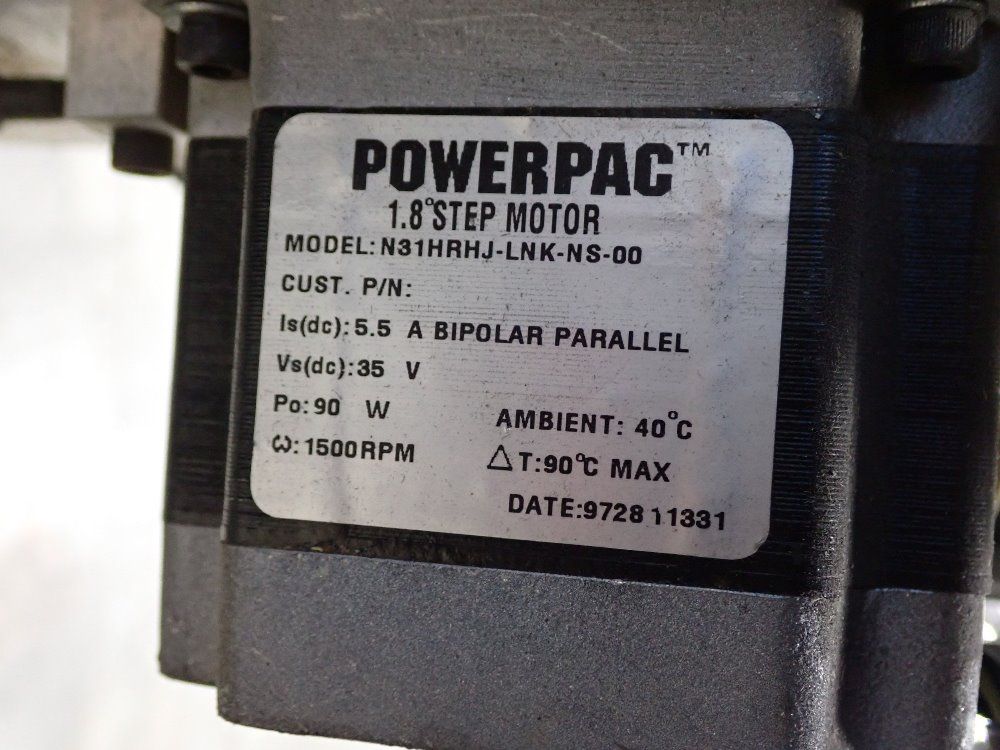 POWERPAC™
1.8°STEP MOTOR
MODEL: N31HRHJ-LNK-NS-00
CUST. P/N:
Is(dc): 5.5 A BIPOLAR PARALLEL
Vs(dc): 35 V
Po: 90 W AMBIENT: 40°C
ω: 1500RPM △T: 90°C MAX
DATE: 9728 11331